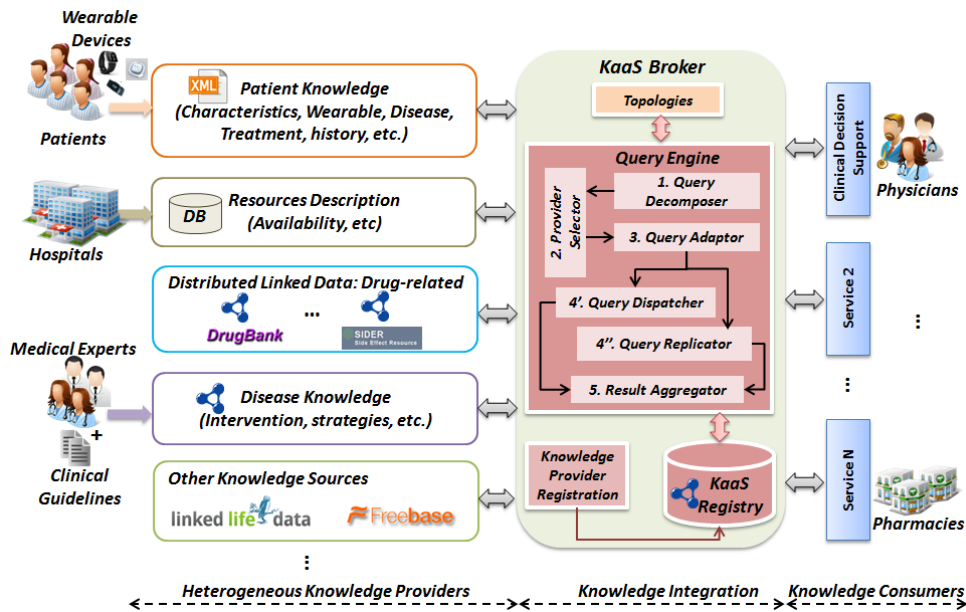 Wearable
Devices
Patients
XML
Patient Knowledge
(Characteristics, Wearable, Disease,
Treatment, history, etc.)
Hospitals
DB
Resources Description
(Availability, etc)
Distributed Linked Data: Drug-related
...
DrugBank
SIDER
Side Effect Resource
Medical Experts
+
Clinical
Guidelines
Disease Knowledge
(Intervention, strategies, etc.)
Other Knowledge Sources
linked life data
Freebase
...
KaaS Broker
Topologies
Query Engine
1. Query
Decomposer
2. Provider
Selector
3. Query Adaptor
4'. Query Dispatcher
4''. Query Replicator
5. Result Aggregator
Knowledge
Provider
Registration
KaaS
Registry
Clinical Decision
Support
Physicians
Service 2
...
...
Service N
Pharmacies
Heterogeneous Knowledge Providers
Knowledge Integration
Knowledge Consumers